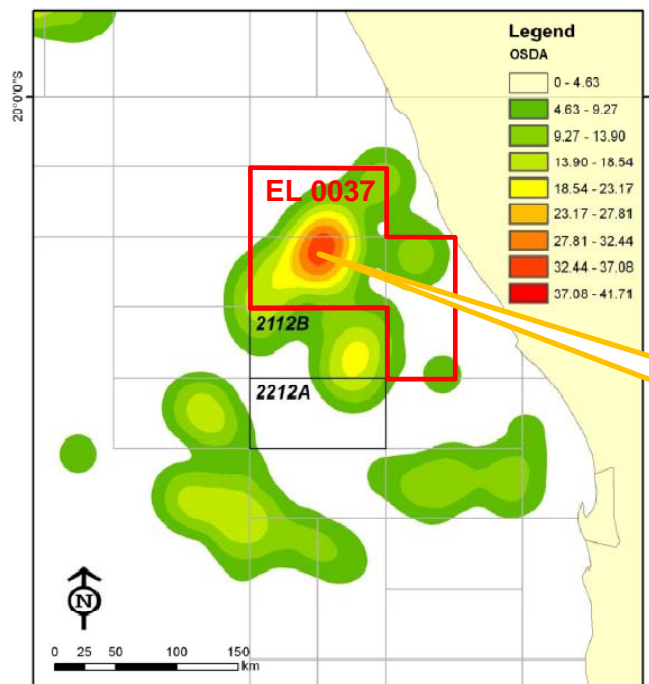 Legend
OSDA
0 - 4.63
4.63 - 9.27
9.27 - 13.90
13.90 - 18.54
18.54 - 23.17
23.17 - 27.81
27.81 - 32.44
32.44 - 37.08
37.08 - 41.71
20°0'0"S
EL 0037
2112B
2212A
N
0 25 50 100 150
km